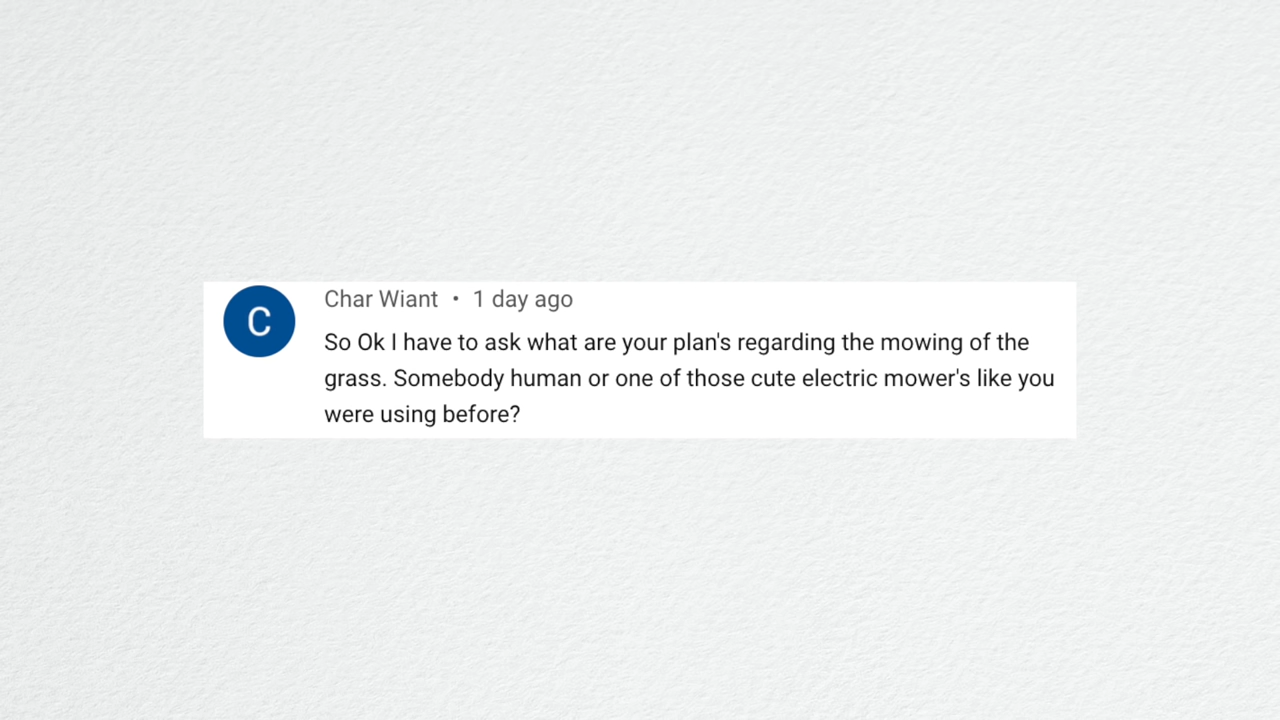 C
Char Wiant • 1 day ago
So Ok I have to ask what are your plan's regarding the mowing of the
grass. Somebody human or one of those cute electric mower's like you
were using before?